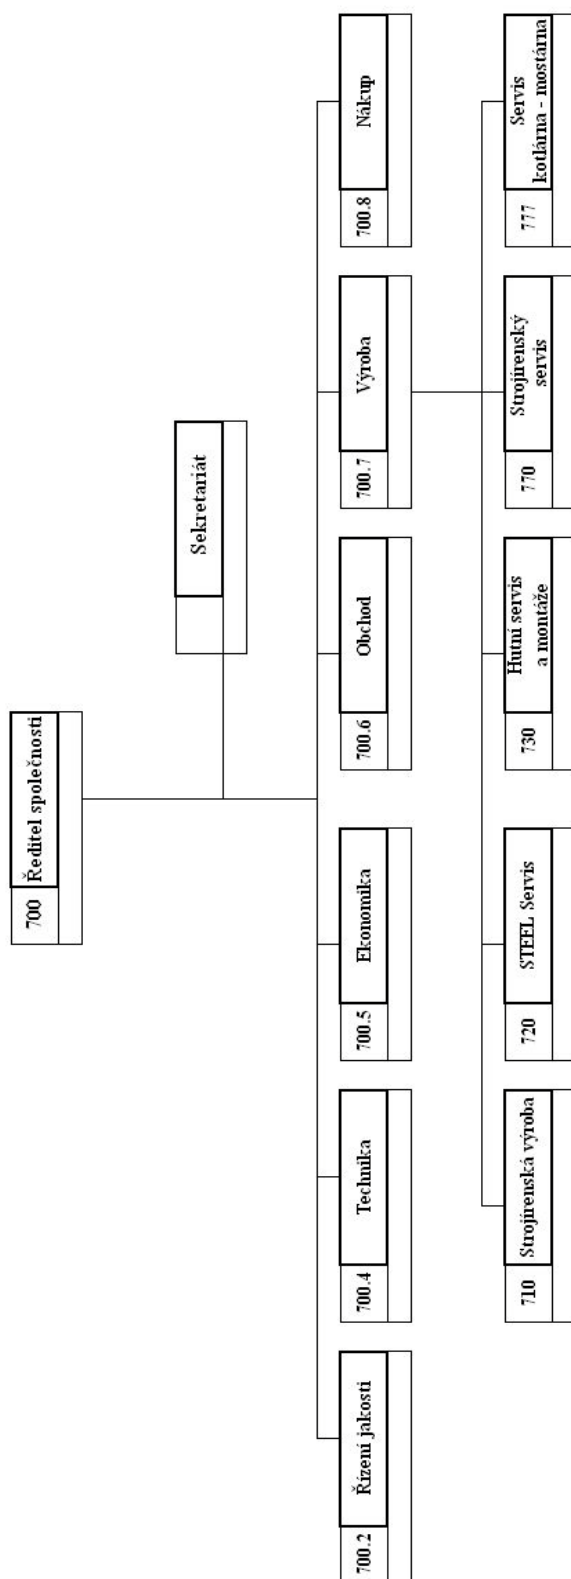 700
Ředitel společnosti
Sekretariát
700.2
Řízení jakosti
700.4
Technika
700.5
Ekonomika
700.6
Obchod
700.7
Výroba
700.8
Nákup
710
Strojírenská výroba
720
STEEL Servis
730
Hutní servis
a montáže
770
Strojírenský
servis
777
Servis
kotlárna - mostárna